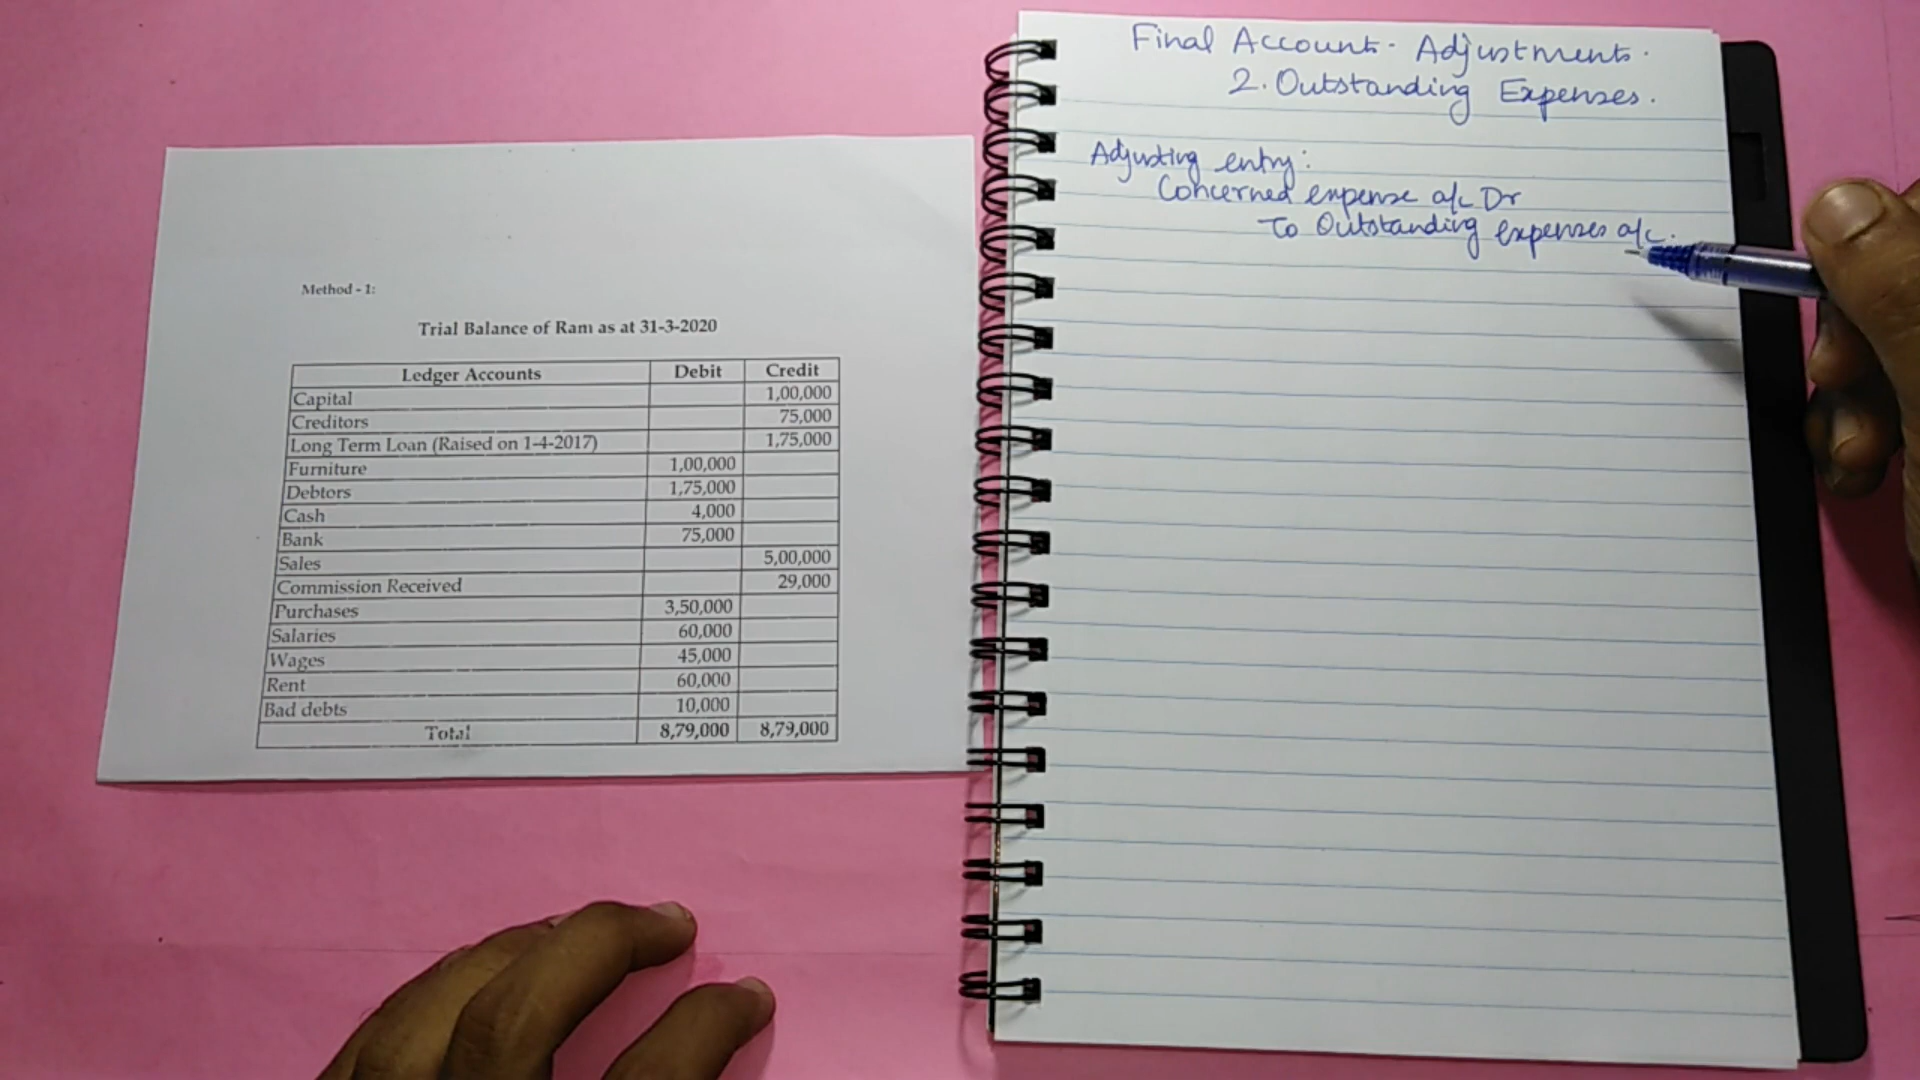 Method - 1:
Trial Balance of Ram as at 31-3-2020
Ledger Accounts Debit Credit
Capital 1,00,000
Creditors 75,000
Long Term Loan (Raised on 1-4-2017) 1,75,000
Furniture 1,00,000
Debtors 1,75,000
Cash 4,000
Bank 75,000
Sales 5,00,000
Commission Received 29,000
Purchases 3,50,000
Salaries 60,000
Wages 45,000
Rent 60,000
Bad debts 10,000
Total 8,79,000 8,79,000
Final Account - Adjustments.
2. Outstanding Expenses.
Adjusting entry:
Concerned expense a/c Dr
To Outstanding expenses a/c.